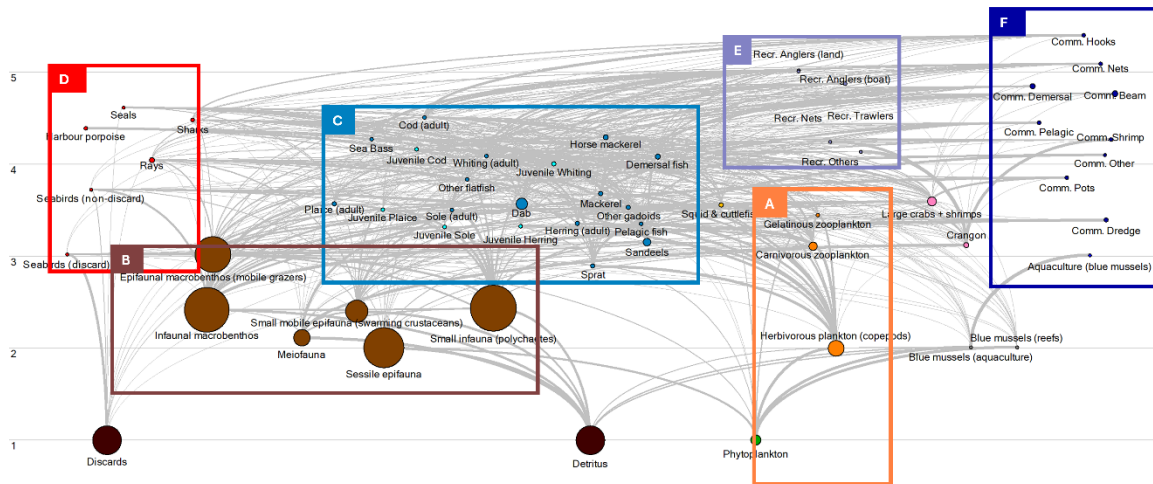 F
E
Recr. Anglers (land)
Comm. Hooks
5
D
Recr. Anglers (boat)
Comm. Nets
Comm. Demersal
Comm. Beam
Seals
C
Cod (adult)
Recr. Nets
Recr. Trawlers
Harbour porpoise
Sharks
Comm. Pelagic
Comm. Shrimp
Sea Bass
Horse mackerel
Juvenile Cod
Whiting (adult)
Demersal fish
Recr. Others
Comm. Other
4
Rays
Juvenile Whiting
Other flatfish
Comm. Pots
Seabirds (non-discard)
Mackerel
A
Plaice (adult)
Juvenile Plaice
Sole (adult)
Dab
Other gadoids
Squid & cuttlefis
Large crabs + shrimps
Gelatinous zooplankton
Juvenile Sole
Juvenile Herring
Herring (adult)
Pelagic fish
Crangon
Comm. Dredge
Sandeels
Carnivorous zooplankton
3
Seabirds (discard)
B
Epifaunal macrobenthos (mobile grazers)
Sprat
Aquaculture (blue mussels)
Infaunal macrobenthos
Small mobile epifauna (swarming crustaceans)
Small infauna (polychaetes)
Herbivorous plankton (copepods)
Blue mussels (reefs)
2
Meiofauna
Blue mussels (aquaculture)
Sessile epifauna
1
Discards
Detritus
Phytoplankton